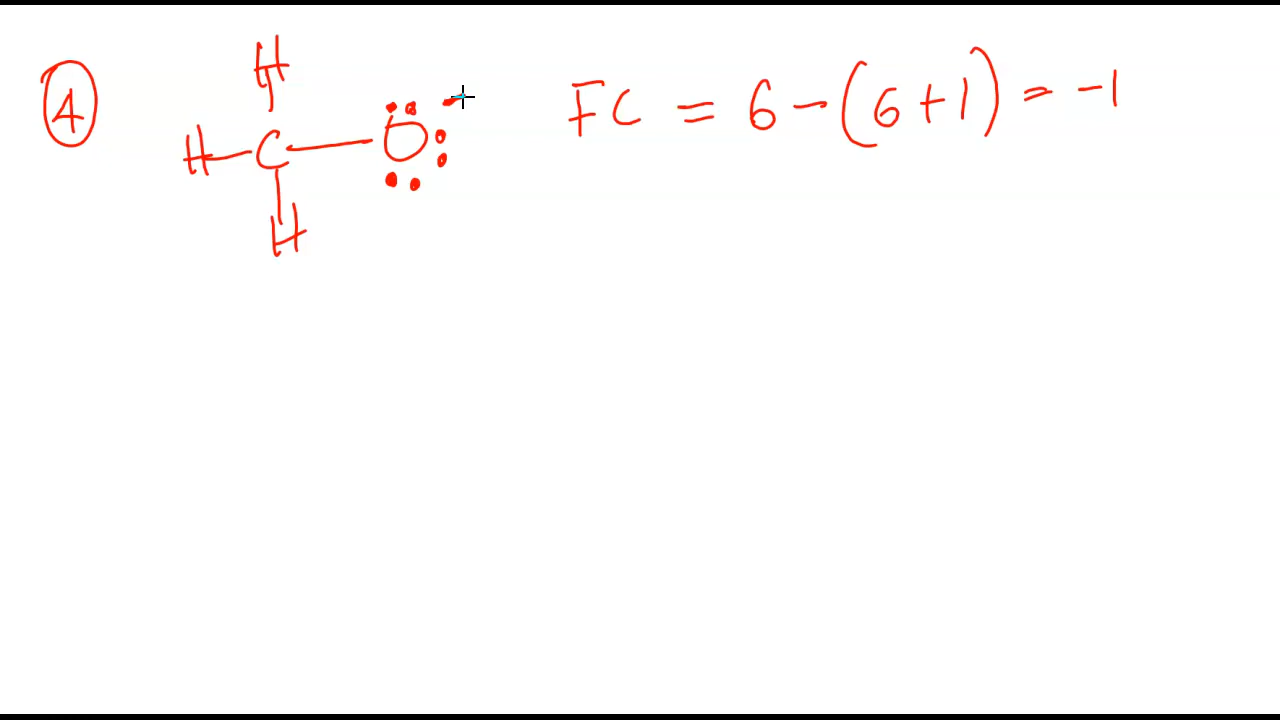 ④
H
H–C–O
H
FC = 6 – (6 + 1) = -1